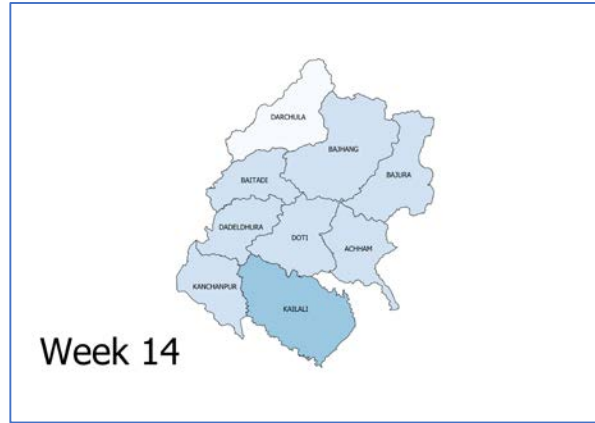 DARCHULA
BAJHANG
BAJURA
BAITADI
DADELDHURA
DOTI
ACHHAM
KANCHANPUR
KAILALI
Week 14